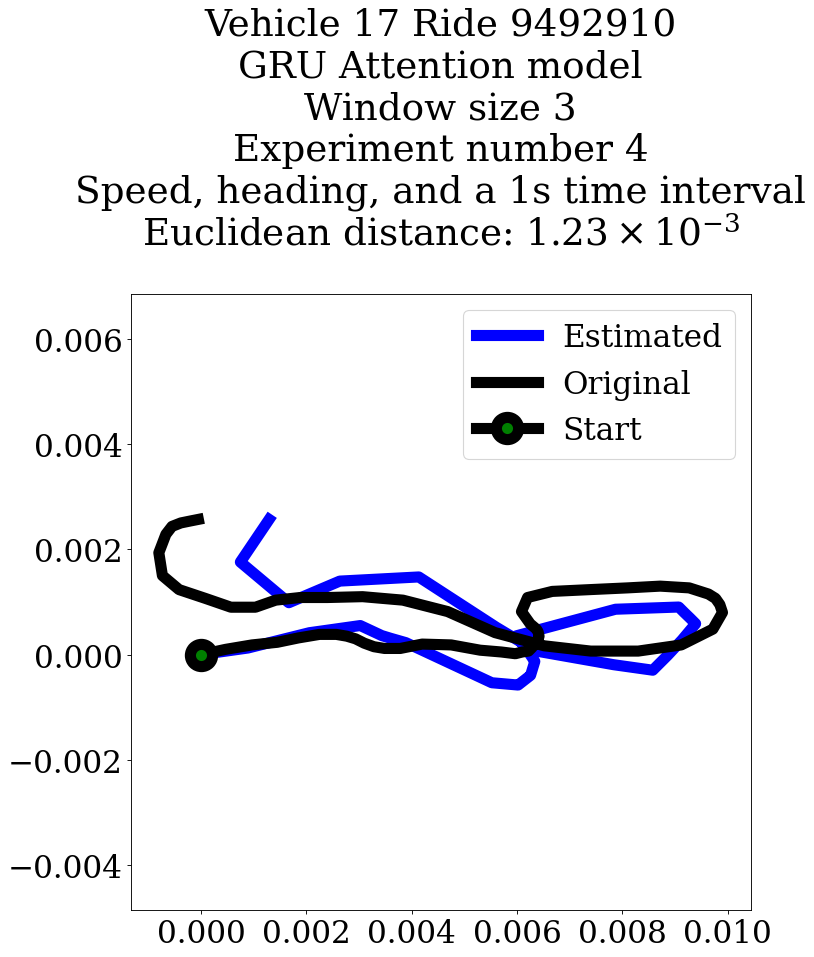 Vehicle 17 Ride 9492910
GRU Attention model
Window size 3
Experiment number 4
Speed, heading, and a 1s time interval
Euclidean distance: 1.23 × 10⁻³
Estimated
Original
Start
0.006
0.004
0.002
0.000
−0.002
−0.004
0.000 0.002 0.004 0.006 0.008 0.010